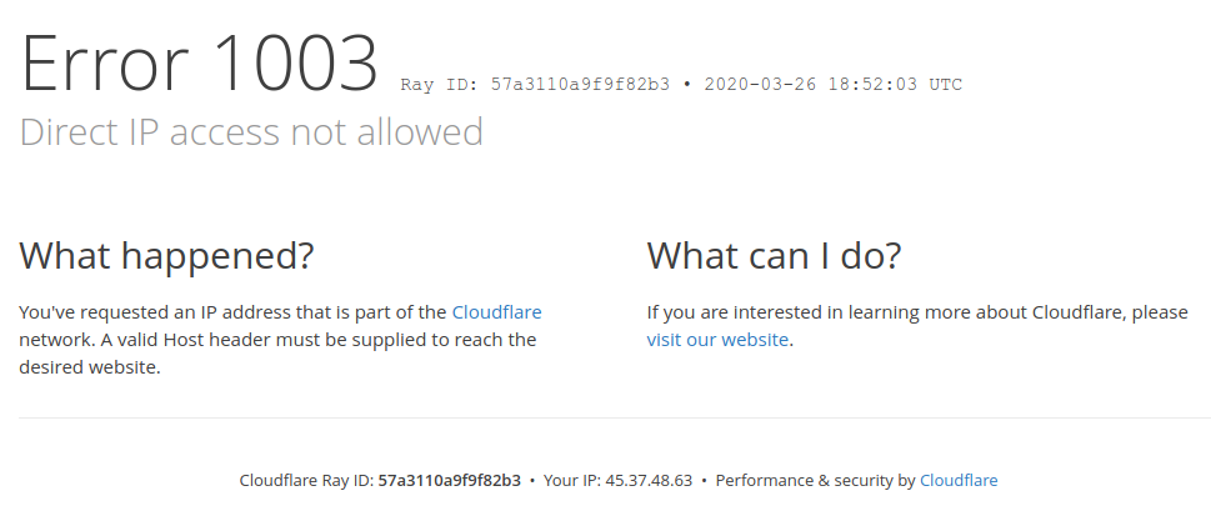 Error 1003 Ray ID: 57a3110a9f9f82b3 • 2020-03-26 18:52:03 UTC
Direct IP access not allowed
What happened?
You've requested an IP address that is part of the Cloudflare
network. A valid Host header must be supplied to reach the
desired website.
What can I do?
If you are interested in learning more about Cloudflare, please
visit our website.
Cloudflare Ray ID: 57a3110a9f9f82b3 • Your IP: 45.37.48.63 • Performance & security by Cloudflare